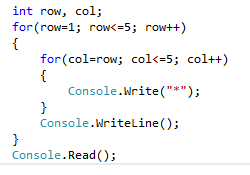 int row, col;
for(row=1; row<=5; row++)
{
for(col=row; col<=5; col++)
{
Console.Write("*");
}
Console.WriteLine();
}
Console.Read();